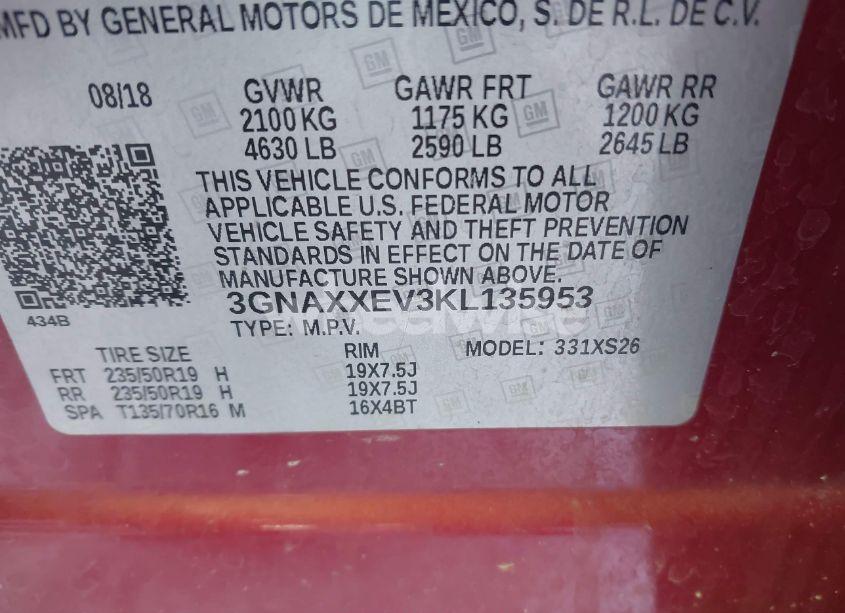 MFD BY GENERAL MOTORS DE MEXICO, S. DE R.L. DE C.V.
08/18 GVWR GAWR FRT GAWR RR
2100 KG 1175 KG 1200 KG
4630 LB 2590 LB 2645 LB
THIS VEHICLE CONFORMS TO ALL
APPLICABLE U.S. FEDERAL MOTOR
VEHICLE SAFETY AND THEFT PREVENTION
STANDARDS IN EFFECT ON THE DATE OF
MANUFACTURE SHOWN ABOVE.
3GNAXXEV3KL135953
434B
TYPE: M.P.V.
TIRE SIZE RIM MODEL: 331XS26
FRT 235/50R19 H 19X7.5J
RR 235/50R19 H 19X7.5J
SPA T135/70R16 M 16X4BT
GM